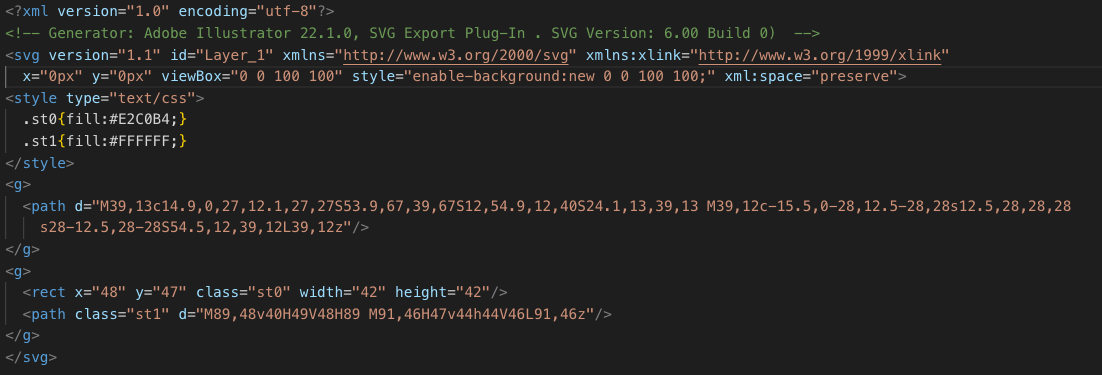 <?xml version="1.0" encoding="utf-8"?>
<!-- Generator: Adobe Illustrator 22.1.0, SVG Export Plug-In . SVG Version: 6.00 Build 0)  -->
<svg version="1.1" id="Layer_1" xmlns="http://www.w3.org/2000/svg" xmlns:xlink="http://www.w3.org/1999/xlink"
  x="0px" y="0px" viewBox="0 0 100 100" style="enable-background:new 0 0 100 100;" xml:space="preserve">
<style type="text/css">
  .st0{fill:#E2C0B4;}
  .st1{fill:#FFFFFF;}
</style>
<g>
  <path d="M39,13c14.9,0,27,12.1,27,27S53.9,67,39,67S12,54.9,12,40S24.1,13,39,13 M39,12c-15.5,0-28,12.5-28,28s12.5,28,28,28
    s28-12.5,28-28S54.5,12,39,12L39,12z"/>
</g>
<g>
  <rect x="48" y="47" class="st0" width="42" height="42"/>
  <path class="st1" d="M89,48v40H49V48H89 M91,46H47v44h44V46L91,46z"/>
</g>
</svg>